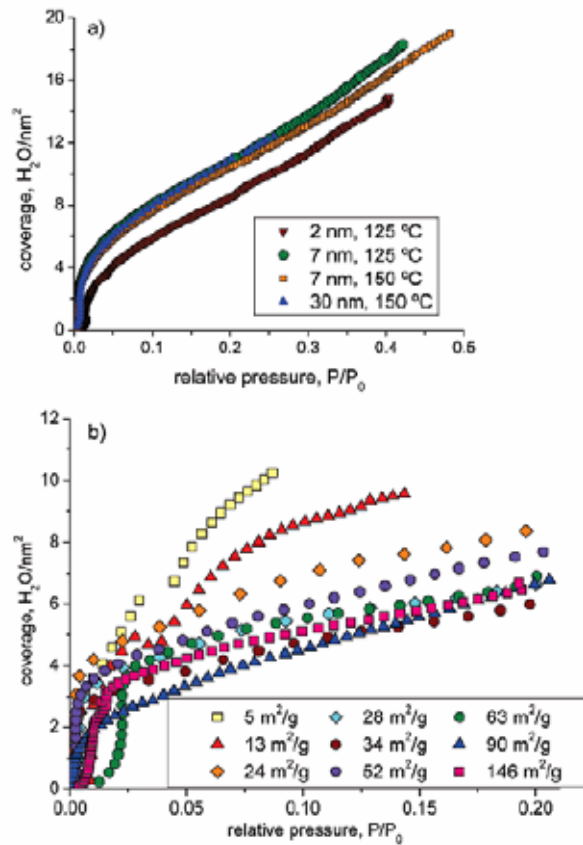 a)
20
16
12
8
4
0
coverage, H₂O/nm²
2 nm, 125 ºC
7 nm, 125 ºC
7 nm, 150 ºC
30 nm, 150 ºC
0.0 0.1 0.2 0.3 0.4 0.5
relative pressure, P/P₀
b)
12
10
8
6
4
2
0
coverage, H₂O/nm²
5 m²/g 28 m²/g 63 m²/g
13 m²/g 34 m²/g 90 m²/g
24 m²/g 52 m²/g 146 m²/g
0.00 0.05 0.10 0.15 0.20
relative pressure, P/P₀